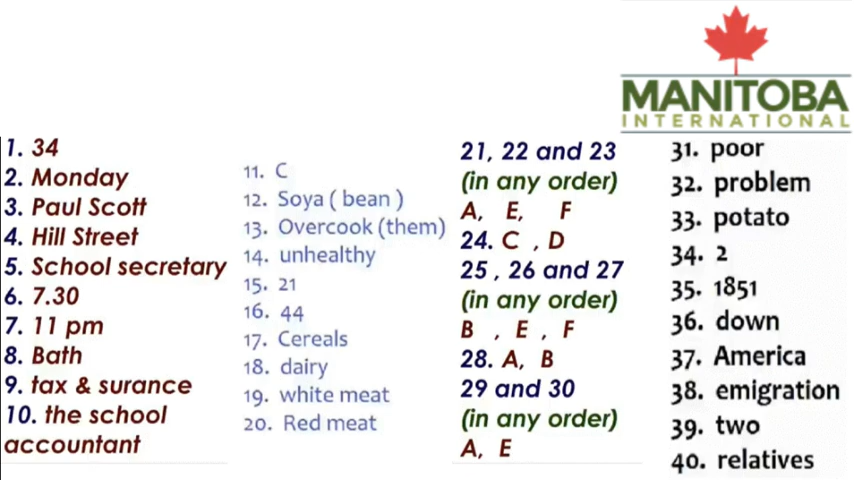 MANITOBA
INTERNATIONAL
1. 34
2. Monday
3. Paul Scott
4. Hill Street
5. School secretary
6. 7.30
7. 11 pm
8. Bath
9. tax & surance
10. the school
accountant
11. C
12. Soya ( bean )
13. Overcook (them)
14. unhealthy
15. 21
16. 44
17. Cereals
18. dairy
19. white meat
20. Red meat
21, 22 and 23
(in any order)
A, E, F
24. C , D
25 , 26 and 27
(in any order)
B , E , F
28. A, B
29 and 30
(in any order)
A, E
31. poor
32. problem
33. potato
34. 2
35. 1851
36. down
37. America
38. emigration
39. two
40. relatives